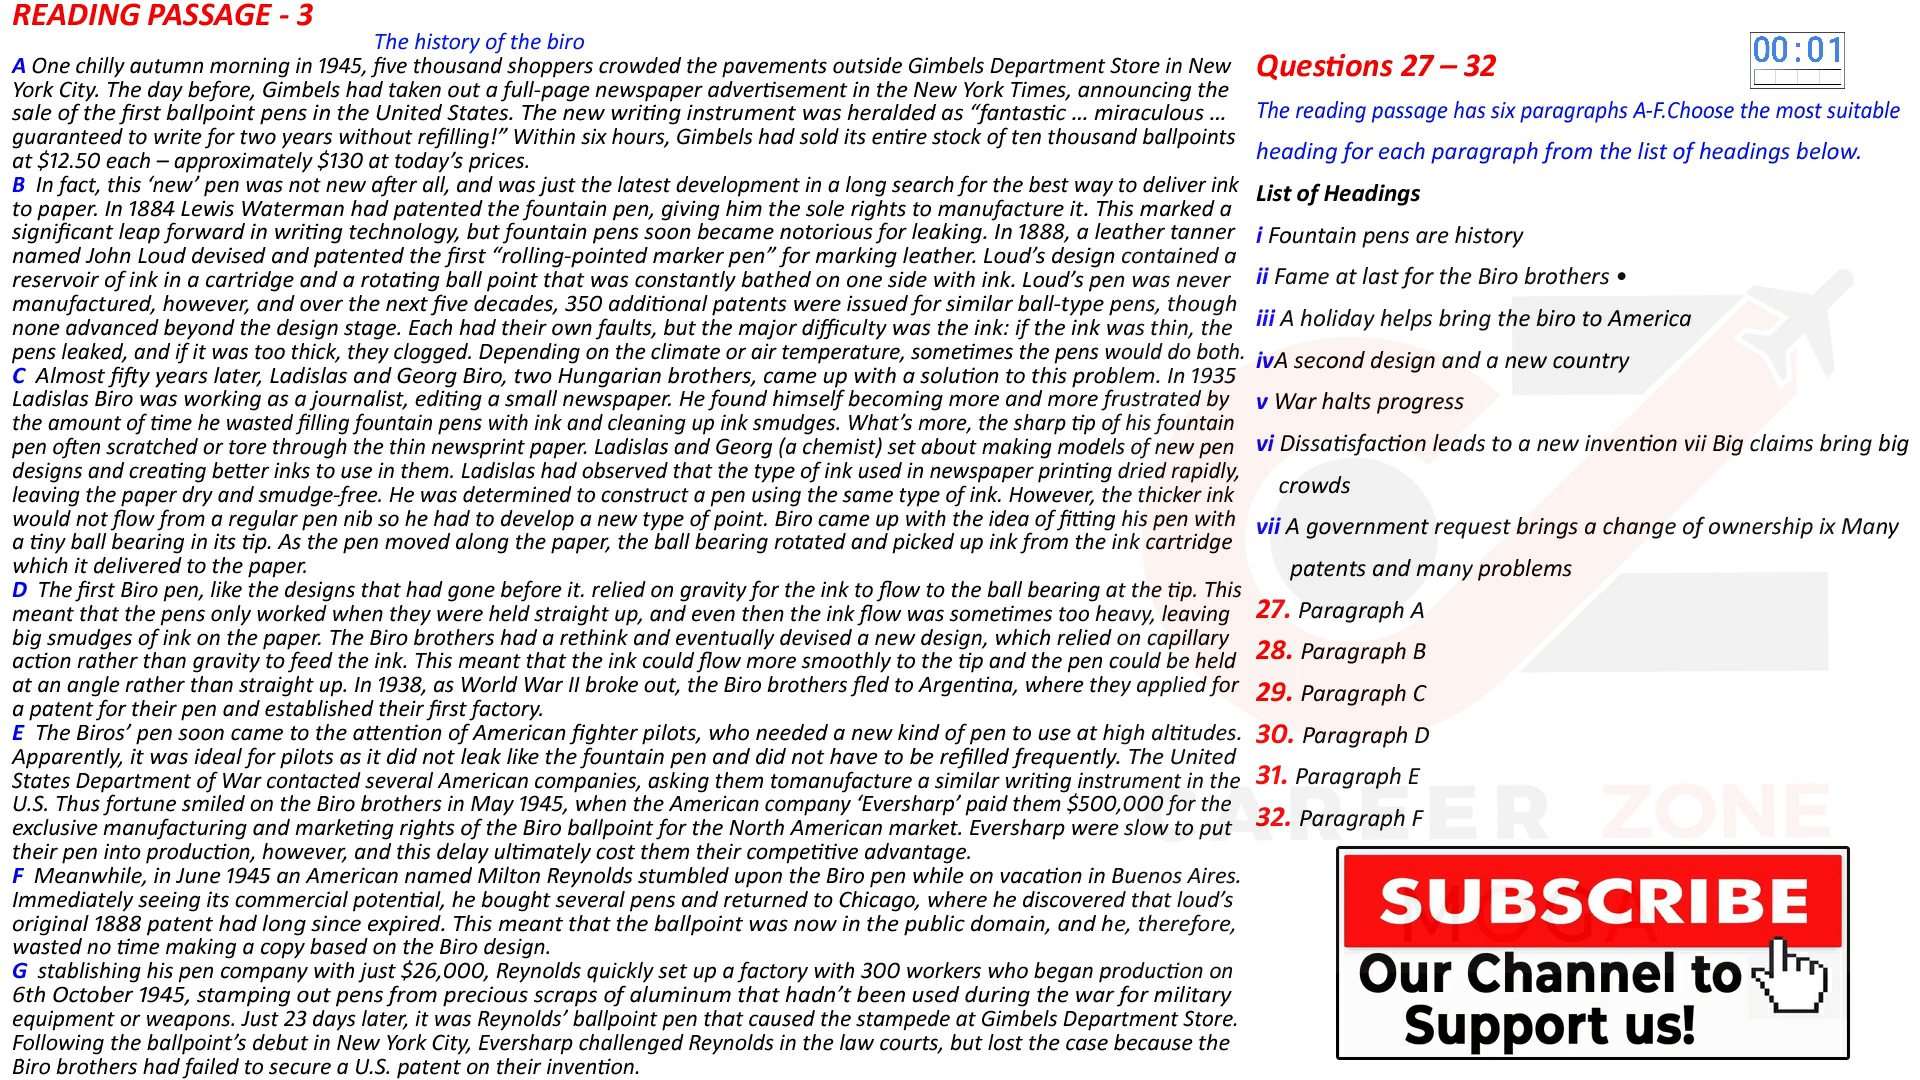 READING PASSAGE - 3
The history of the biro
A One chilly autumn morning in 1945, five thousand shoppers crowded the pavements outside Gimbels Department Store in New
York City. The day before, Gimbels had taken out a full-page newspaper advertisement in the New York Times, announcing the
sale of the first ballpoint pens in the United States. The new writing instrument was heralded as “fantastic ... miraculous ...
guaranteed to write for two years without refilling!” Within six hours, Gimbels had sold its entire stock of ten thousand ballpoints
at $12.50 each – approximately $130 at today’s prices.
B In fact, this ‘new’ pen was not new after all, and was just the latest development in a long search for the best way to deliver ink
to paper. In 1884 Lewis Waterman had patented the fountain pen, giving him the sole rights to manufacture it. This marked a
significant leap forward in writing technology, but fountain pens soon became notorious for leaking. In 1888, a leather tanner
named John Loud devised and patented the first “rolling-pointed marker pen” for marking leather. Loud’s design contained a
reservoir of ink in a cartridge and a rotating ball point that was constantly bathed on one side with ink. Loud’s pen was never
manufactured, however, and over the next five decades, 350 additional patents were issued for similar ball-type pens, though
none advanced beyond the design stage. Each had their own faults, but the major difficulty was the ink: if the ink was thin, the
pens leaked, and if it was too thick, they clogged. Depending on the climate or air temperature, sometimes the pens would do both.
C Almost fifty years later, Ladislas and Georg Biro, two Hungarian brothers, came up with a solution to this problem. In 1935
Ladislas Biro was working as a journalist, editing a small newspaper. He found himself becoming more and more frustrated by
the amount of time he wasted filling fountain pens with ink and cleaning up ink smudges. What’s more, the sharp tip of his fountain
pen often scratched or tore through the thin newsprint paper. Ladislas and Georg (a chemist) set about making models of new pen
designs and creating better inks to use in them. Ladislas had observed that the type of ink used in newspaper printing dried rapidly,
leaving the paper dry and smudge-free. He was determined to construct a pen using the same type of ink. However, the thicker ink
would not flow from a regular pen nib so he had to develop a new type of point. Biro came up with the idea of fitting his pen with
a tiny ball bearing in its tip. As the pen moved along the paper, the ball bearing rotated and picked up ink from the ink cartridge
which it delivered to the paper.
D The first Biro pen, like the designs that had gone before it. relied on gravity for the ink to flow to the ball bearing at the tip. This
meant that the pens only worked when they were held straight up, and even then the ink flow was sometimes too heavy, leaving
big smudges of ink on the paper. The Biro brothers had a rethink and eventually devised a new design, which relied on capillary
action rather than gravity to feed the ink. This meant that the ink could flow more smoothly to the tip and the pen could be held
at an angle rather than straight up. In 1938, as World War II broke out, the Biro brothers fled to Argentina, where they applied for
a patent for their pen and established their first factory.
E The Biros’ pen soon came to the attention of American fighter pilots, who needed a new kind of pen to use at high altitudes.
Apparently, it was ideal for pilots as it did not leak like the fountain pen and did not have to be refilled frequently. The United
States Department of War contacted several American companies, asking them tomanufacture a similar writing instrument in the
U.S. Thus fortune smiled on the Biro brothers in May 1945, when the American company ‘Eversharp’ paid them $500,000 for the
exclusive manufacturing and marketing rights of the Biro ballpoint for the North American market. Eversharp were slow to put
their pen into production, however, and this delay ultimately cost them their competitive advantage.
F Meanwhile, in June 1945 an American named Milton Reynolds stumbled upon the Biro pen while on vacation in Buenos Aires.
Immediately seeing its commercial potential, he bought several pens and returned to Chicago, where he discovered that loud’s
original 1888 patent had long since expired. This meant that the ballpoint was now in the public domain, and he, therefore,
wasted no time making a copy based on the Biro design.
G stablishing his pen company with just $26,000, Reynolds quickly set up a factory with 300 workers who began production on
6th October 1945, stamping out pens from precious scraps of aluminum that hadn’t been used during the war for military
equipment or weapons. Just 23 days later, it was Reynolds’ ballpoint pen that caused the stampede at Gimbels Department Store.
Following the ballpoint’s debut in New York City, Eversharp challenged Reynolds in the law courts, but lost the case because the
Biro brothers had failed to secure a U.S. patent on their invention.
00:01
Questions 27 – 32
The reading passage has six paragraphs A-F.Choose the most suitable
heading for each paragraph from the list of headings below.
List of Headings
i Fountain pens are history
ii Fame at last for the Biro brothers •
iii A holiday helps bring the biro to America
ivA second design and a new country
v War halts progress
vi Dissatisfaction leads to a new invention vii Big claims bring big
crowds
vii A government request brings a change of ownership ix Many
patents and many problems
27. Paragraph A
28. Paragraph B
29. Paragraph C
30. Paragraph D
31. Paragraph E
32. Paragraph F
CAREER ZONE
MOGA
SUBSCRIBE
Our Channel to
Support us!